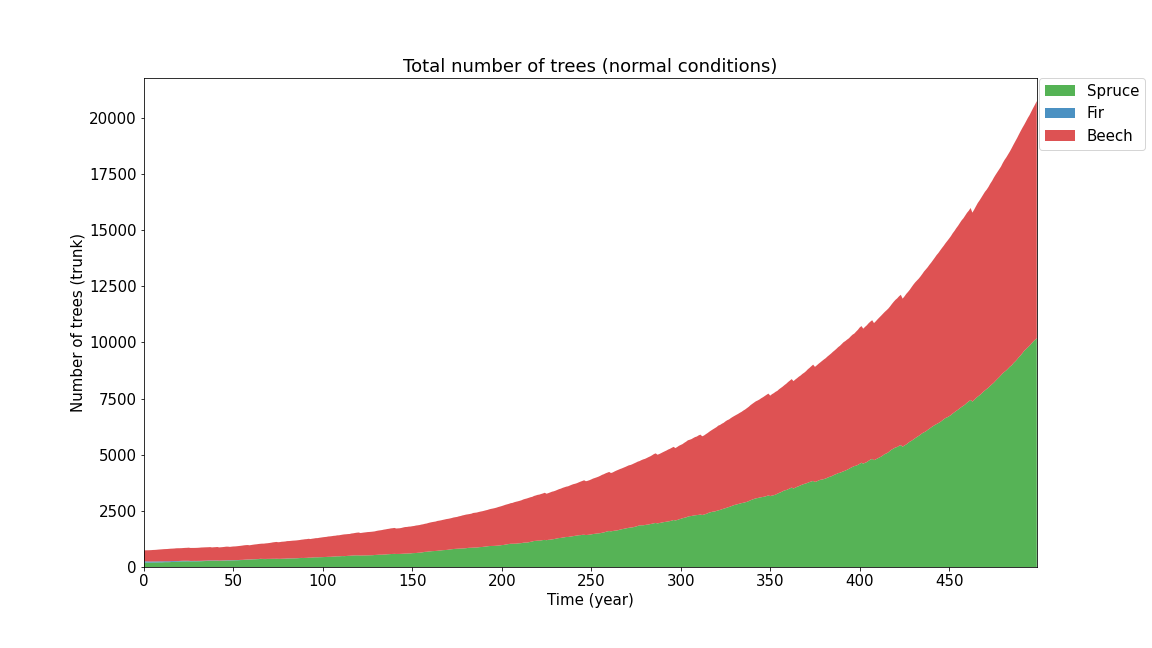 Total number of trees (normal conditions)
Spruce
Fir
Beech
20000
17500
15000
12500
10000
7500
5000
2500
0
Number of trees (trunk)
0 50 100 150 200 250 300 350 400 450
Time (year)